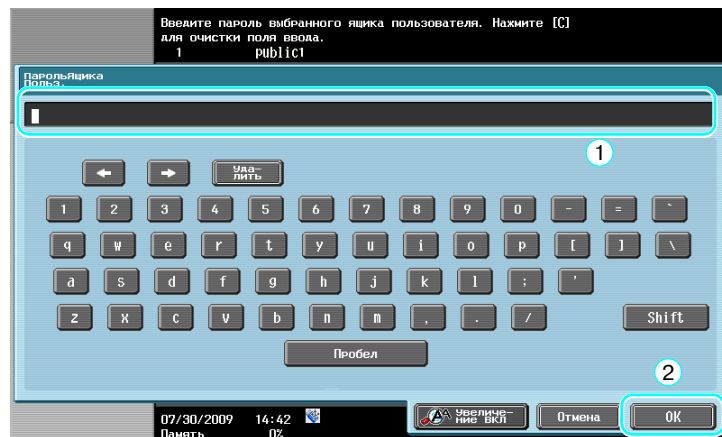 Введите пароль выбранного ящика пользователя. Нажмите [C]
для очистки поля ввода.
1 public1
ПарольЯщика
Польз.
1
← → Уда-
лить
1 2 3 4 5 6 7 8 9 0 - = `
q w e r t y u i o p [ ] \
a s d f g h j k l ; '
z x c v b n m , . / Shift
Пробел
2
Увеличе-
ние ВКЛ
Отмена
OK
07/30/2009 14:42
Память 0%